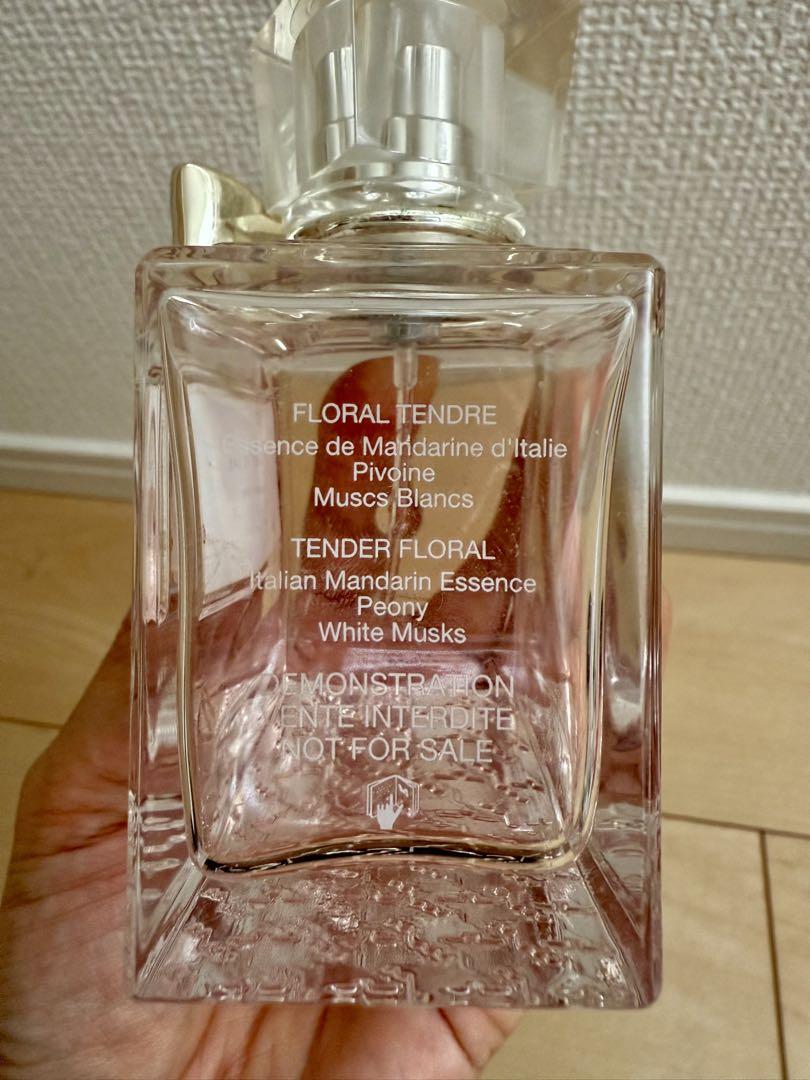 FLORAL TENDRE
Essence de Mandarine d'Italie
Pivoine
Muscs Blancs
TENDER FLORAL
Italian Mandarin Essence
Peony
White Musks
DEMONSTRATION
VENTE INTERDITE
NOT FOR SALE